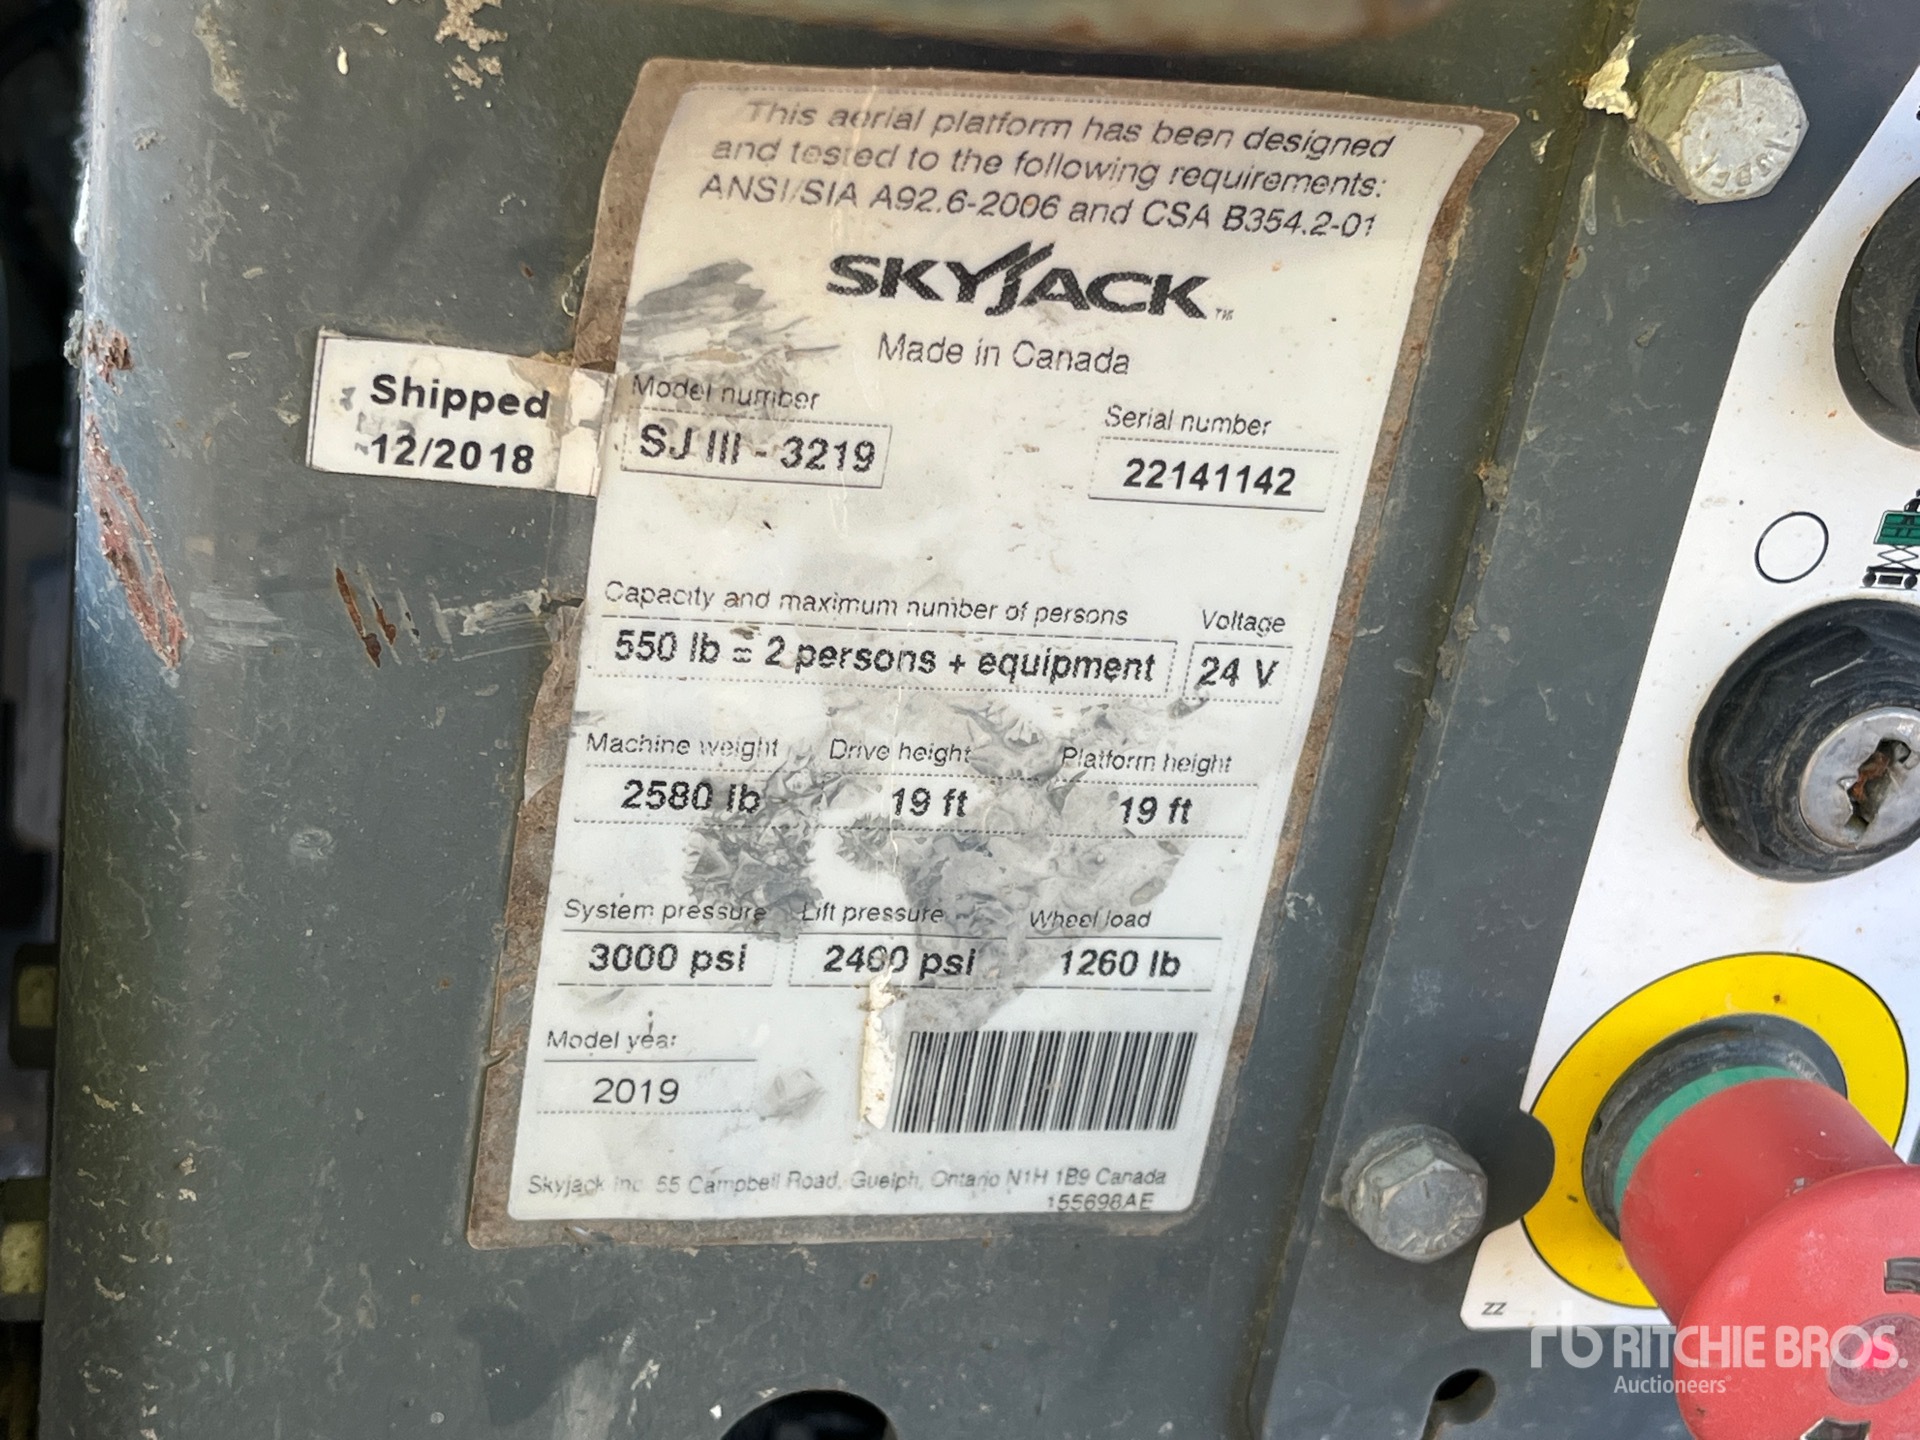 This aerial platform has been designed
and tested to the following requirements:
ANSI/SIA A92.6-2006 and CSA B354.2-01
SKYJACK™
Made in Canada
Shipped
12/2018
Model number
SJ III - 3219
Serial number
22141142
Capacity and maximum number of persons
550 lb = 2 persons + equipment
Voltage
24 V
Machine weight
2580 lb
Drive height
19 ft
Platform height
19 ft
System pressure
3000 psi
Lift pressure
psi
Wheel load
1260 lb
Model year
2019
Skyjack Inc. 55 Campbell Road, Guelph, Ontario N1H 1B9 Canada
155698AE
ZZ
rb RITCHIE BROS.
Auctioneers